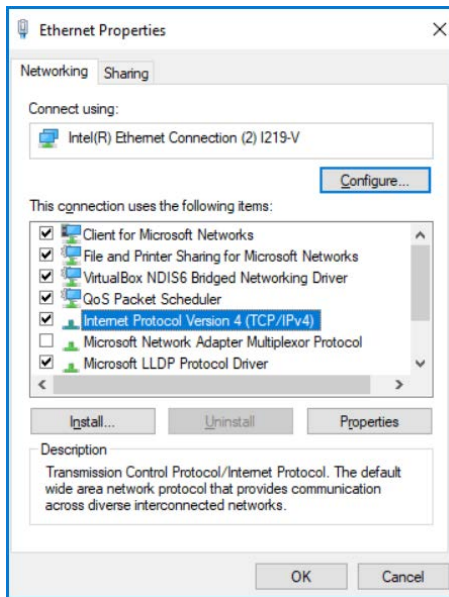 Ethernet Properties
Networking
Sharing
Connect using:
Intel(R) Ethernet Connection (2) I219-V
Configure...
This connection uses the following items:
Client for Microsoft Networks
File and Printer Sharing for Microsoft Networks
VirtualBox NDIS6 Bridged Networking Driver
QoS Packet Scheduler
Internet Protocol Version 4 (TCP/IPv4)
Microsoft Network Adapter Multiplexor Protocol
Microsoft LLDP Protocol Driver
Install... Uninstall Properties
Description
Transmission Control Protocol/Internet Protocol. The default
wide area network protocol that provides communication
across diverse interconnected networks.
OK Cancel